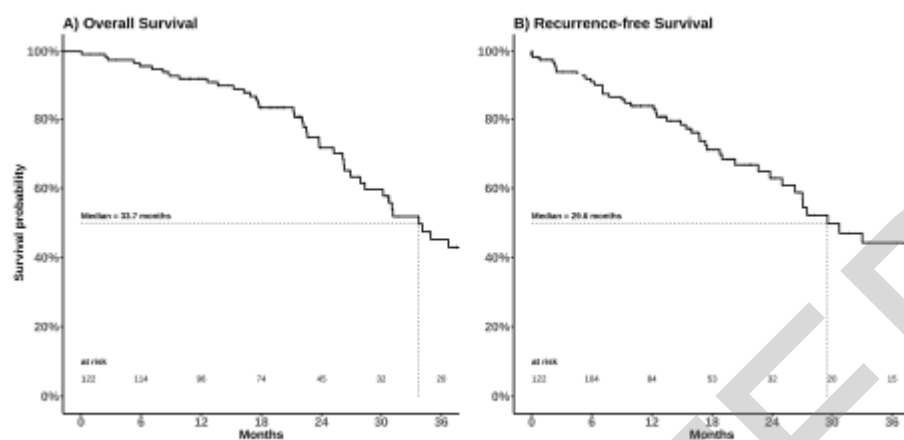 A) Overall Survival
Survival probability
100%
80%
60%
40%
20%
0%
Median = 33.7 months
at risk
122 114 96 74 45 32 20
0 6 12 18 24 30 36
Months
B) Recurrence-free Survival
100%
80%
60%
40%
20%
0%
Median = 29.6 months
at risk
122 104 84 53 32 20 15
0 6 12 18 24 30 36
Months